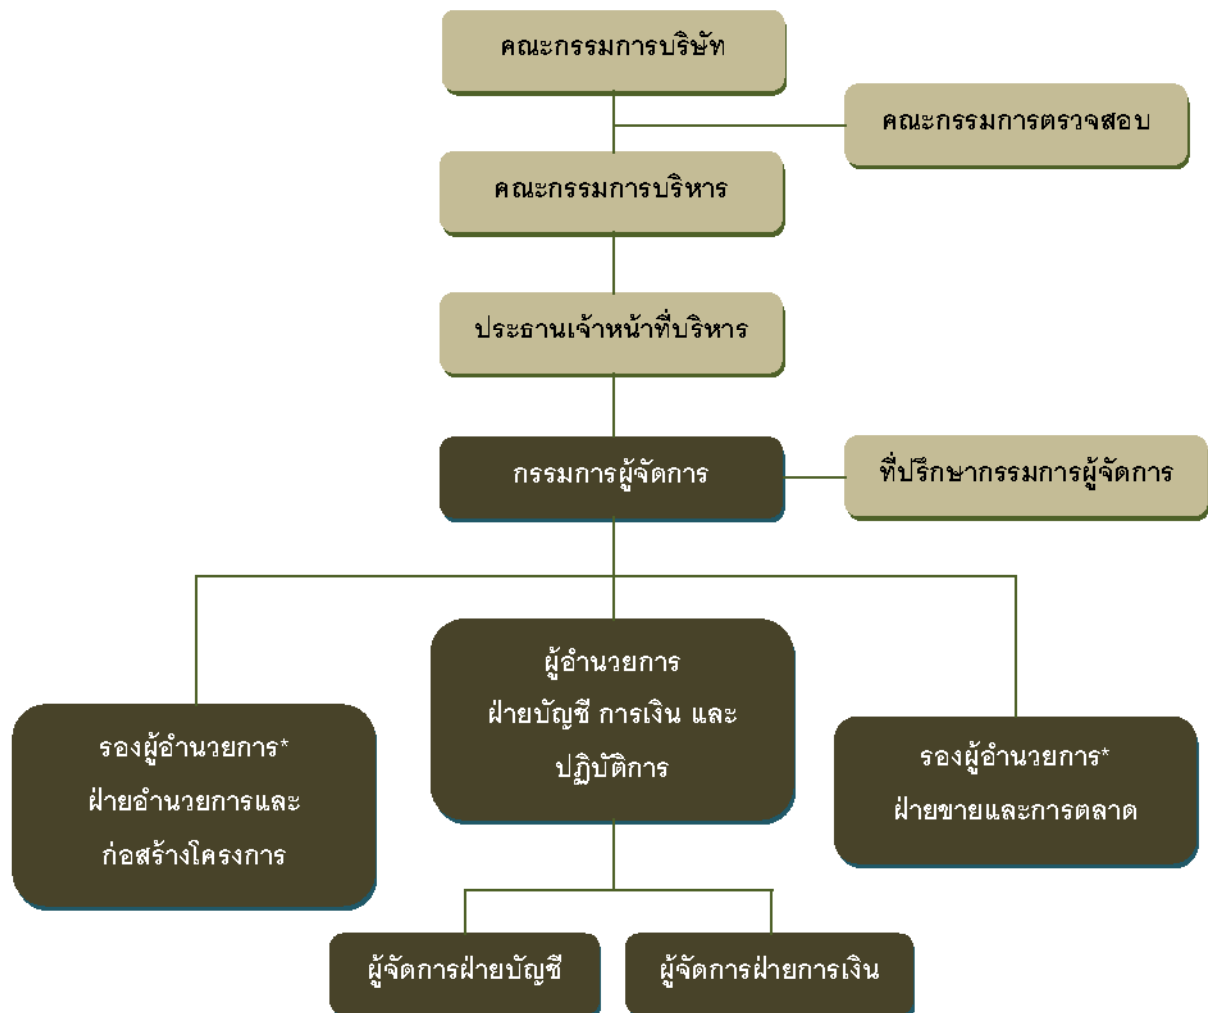 คณะกรรมการบริษัท
คณะกรรมการตรวจสอบ
คณะกรรมการบริหาร
ประธานเจ้าหน้าที่บริหาร
กรรมการผู้จัดการ
ที่ปรึกษากรรมการผู้จัดการ
รองผู้อำนวยการ*
ฝ่ายอำนวยการและ
ก่อสร้างโครงการ
ผู้อำนวยการ
ฝ่ายบัญชี การเงิน และ
ปฏิบัติการ
รองผู้อำนวยการ*
ฝ่ายขายและการตลาด
ผู้จัดการฝ่ายบัญชี
ผู้จัดการฝ่ายการเงิน